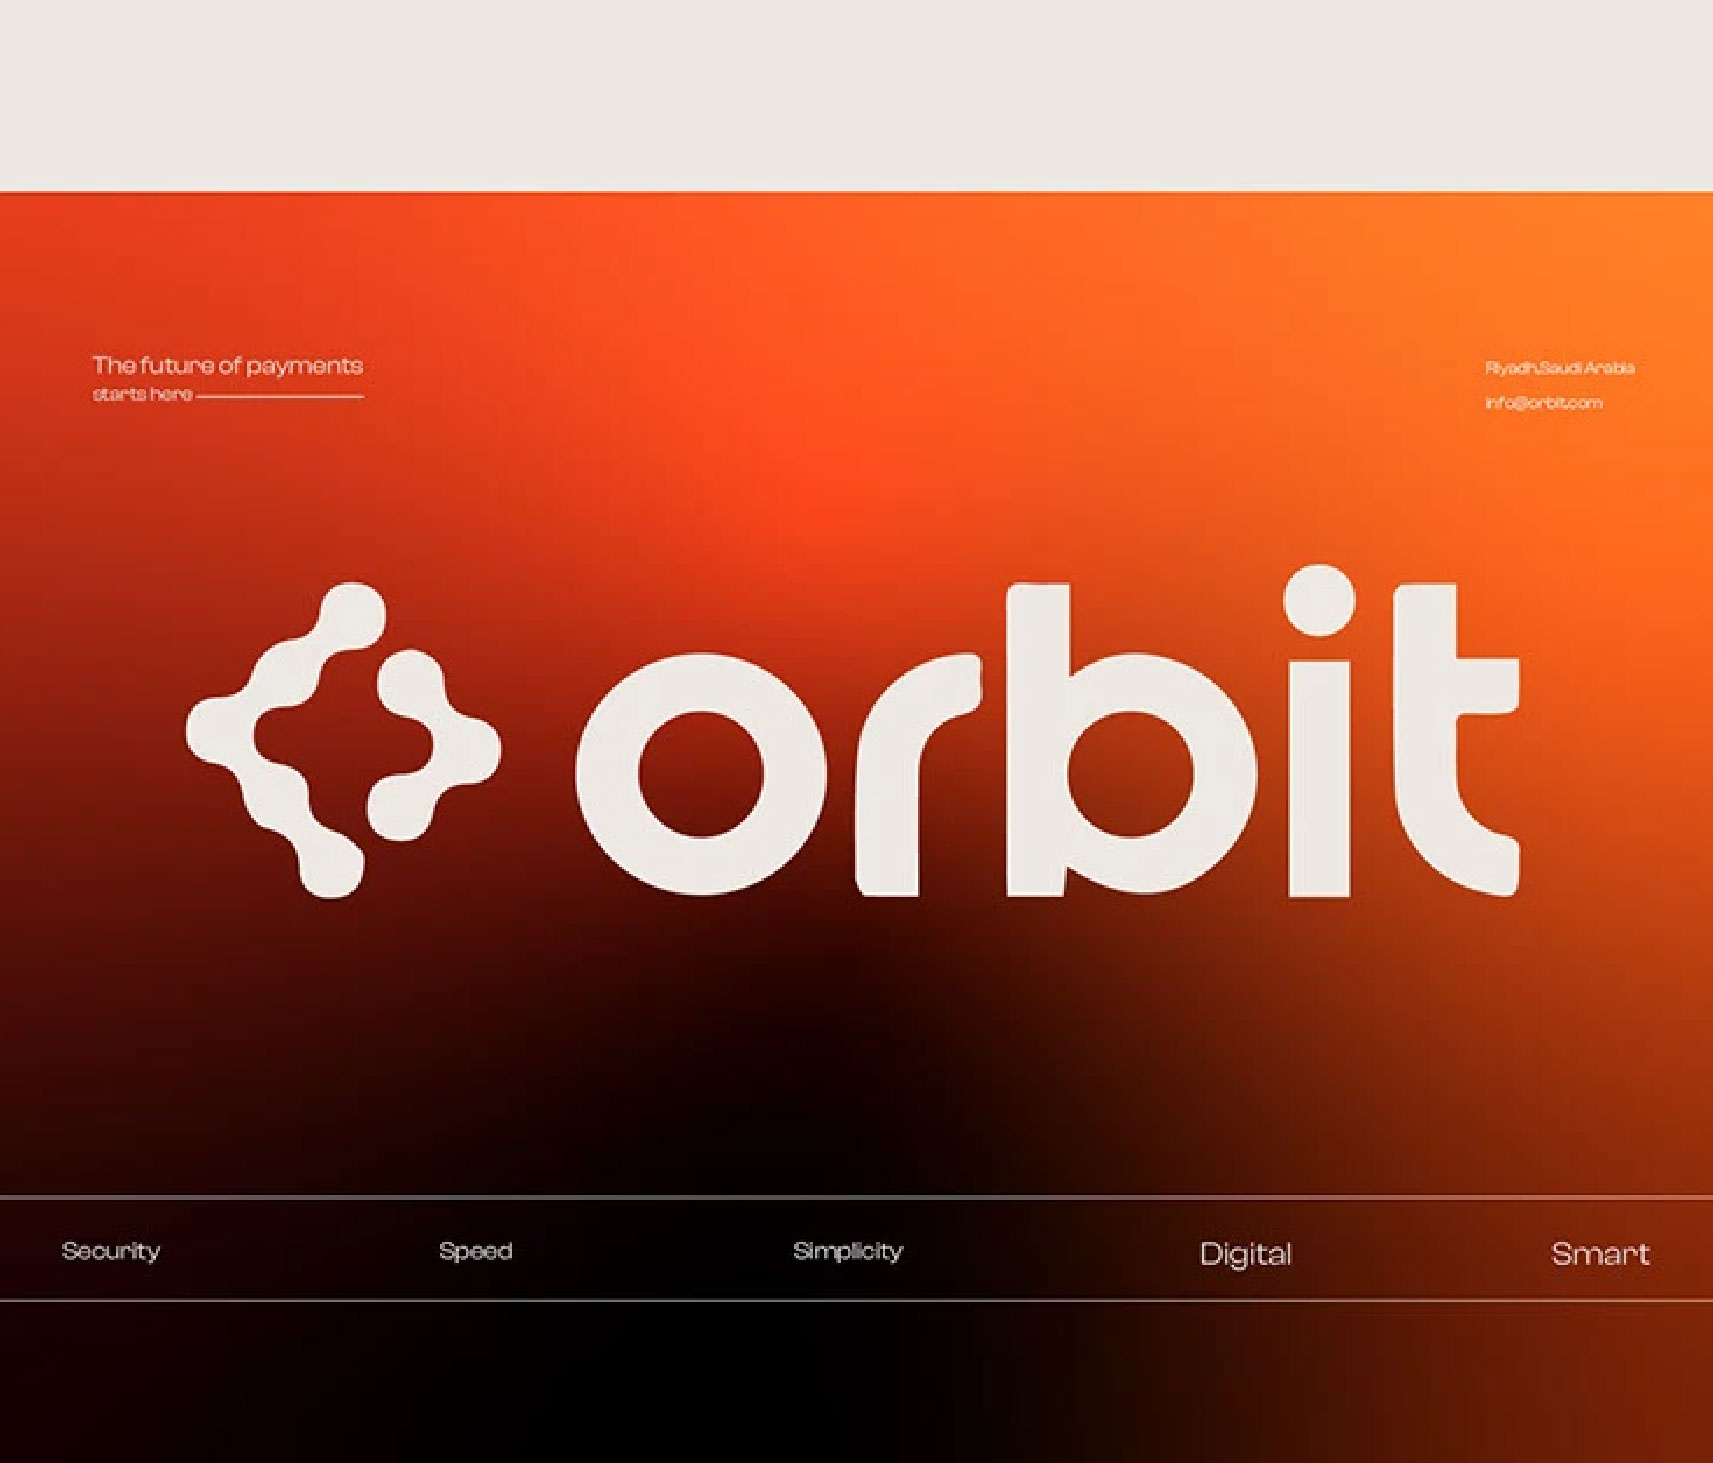 The future of payments
starts here
Riyadh,Saudi Arabia
info@orbit.com
orbit
Security Speed Simplicity Digital Smart